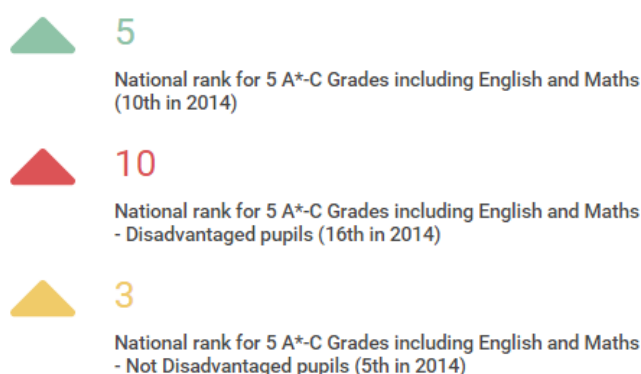 5
National rank for 5 A*-C Grades including English and Maths
(10th in 2014)
10
National rank for 5 A*-C Grades including English and Maths
- Disadvantaged pupils (16th in 2014)
3
National rank for 5 A*-C Grades including English and Maths
- Not Disadvantaged pupils (5th in 2014)